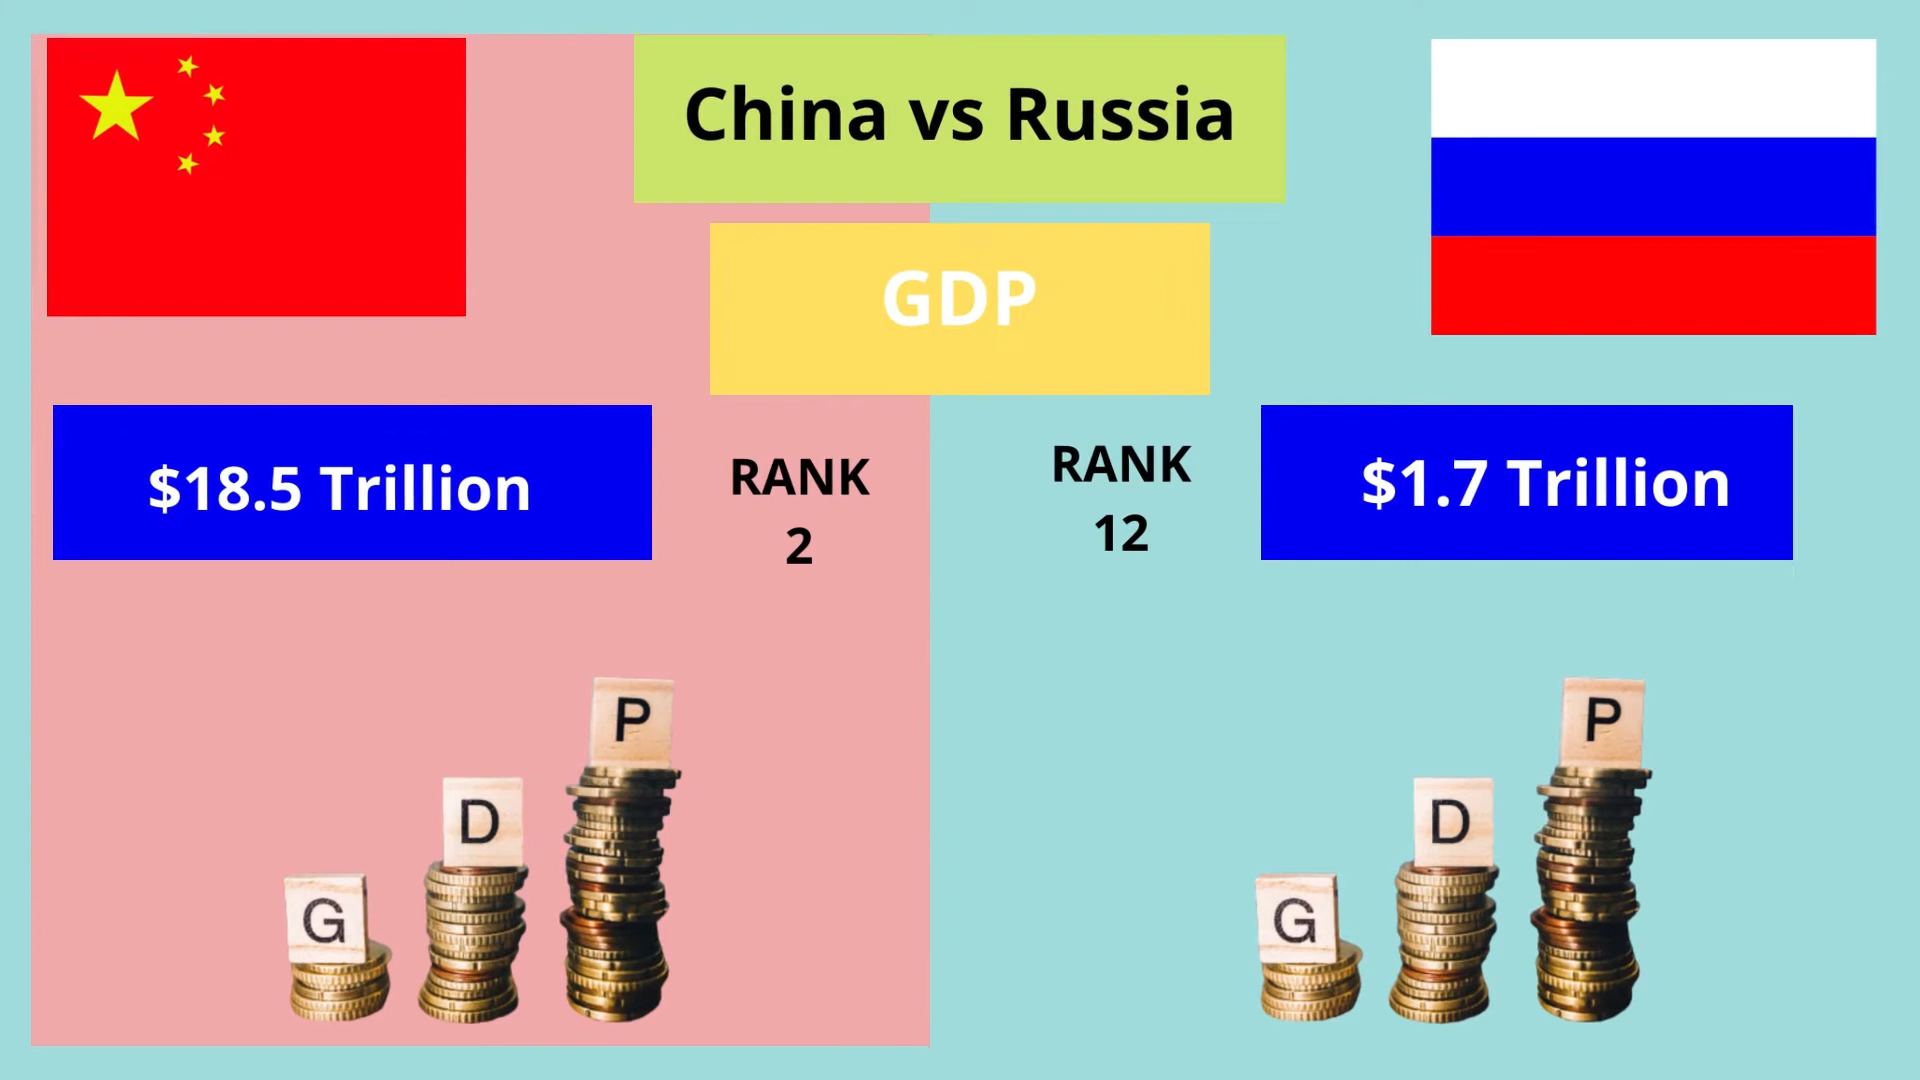 China vs Russia
GDP
$18.5 Trillion
RANK
2
RANK
12
$1.7 Trillion
G
D
P
G
D
P